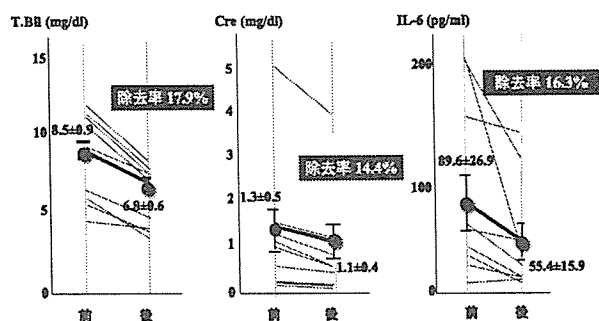 T.Bil (mg/dl)
15
10
5
0
除去率 17.9%
8.5±0.9
6.8±0.6
前
後
Cre (mg/dl)
5
4
3
2
1
0
除去率 14.4%
1.3±0.5
1.1±0.4
前
後
IL-6 (pg/ml)
200
100
0
除去率 16.3%
89.6±26.9
55.4±15.9
前
後